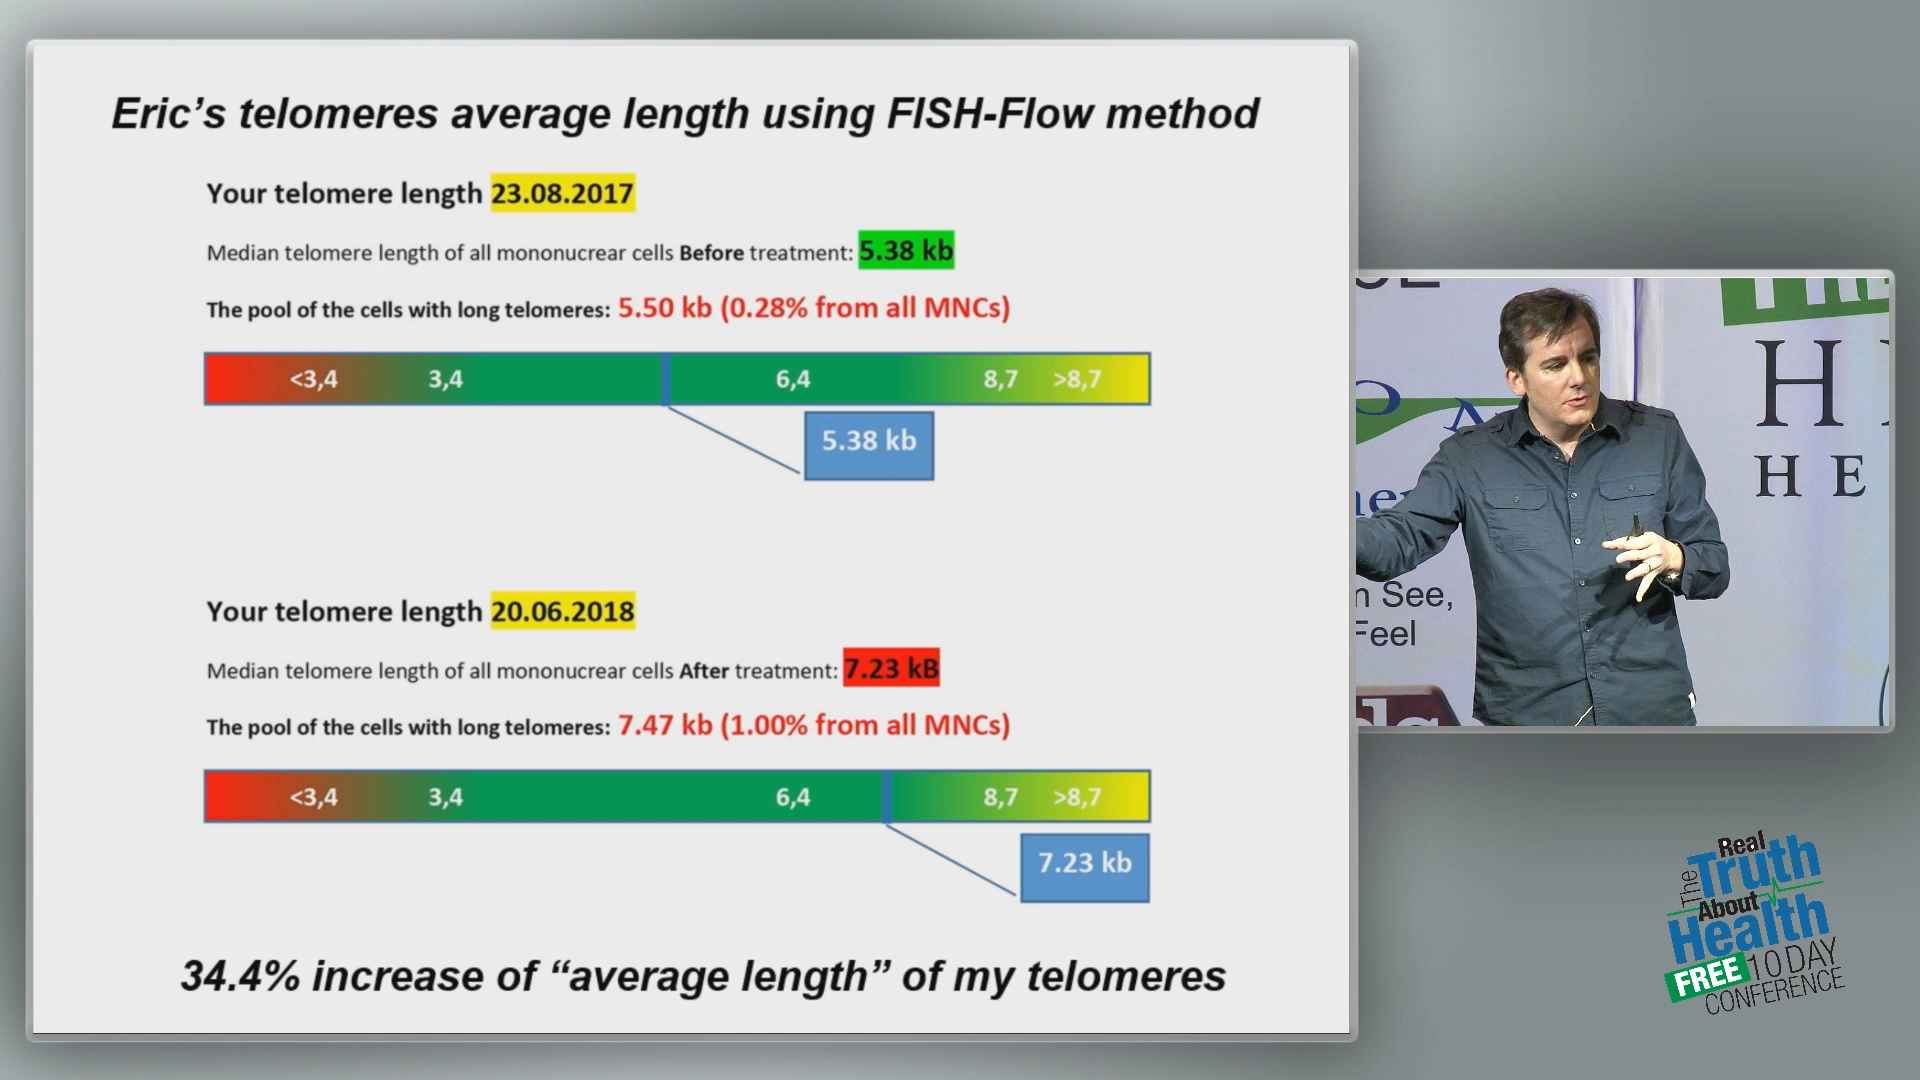 Eric’s telomeres average length using FISH-Flow method
Your telomere length 23.08.2017
Median telomere length of all mononucrear cells Before treatment: 5.38 kb
The pool of the cells with long telomeres: 5.50 kb (0.28% from all MNCs)
<3,4 3,4 6,4 8,7 >8,7
5.38 kb
Your telomere length 20.06.2018
Median telomere length of all mononucrear cells After treatment: 7.23 kB
The pool of the cells with long telomeres: 7.47 kb (1.00% from all MNCs)
<3,4 3,4 6,4 8,7 >8,7
7.23 kb
34.4% increase of “average length” of my telomeres
H
H E
See,
Feel
The Real
Truth
About
Health
FREE 10 DAY
CONFERENCE